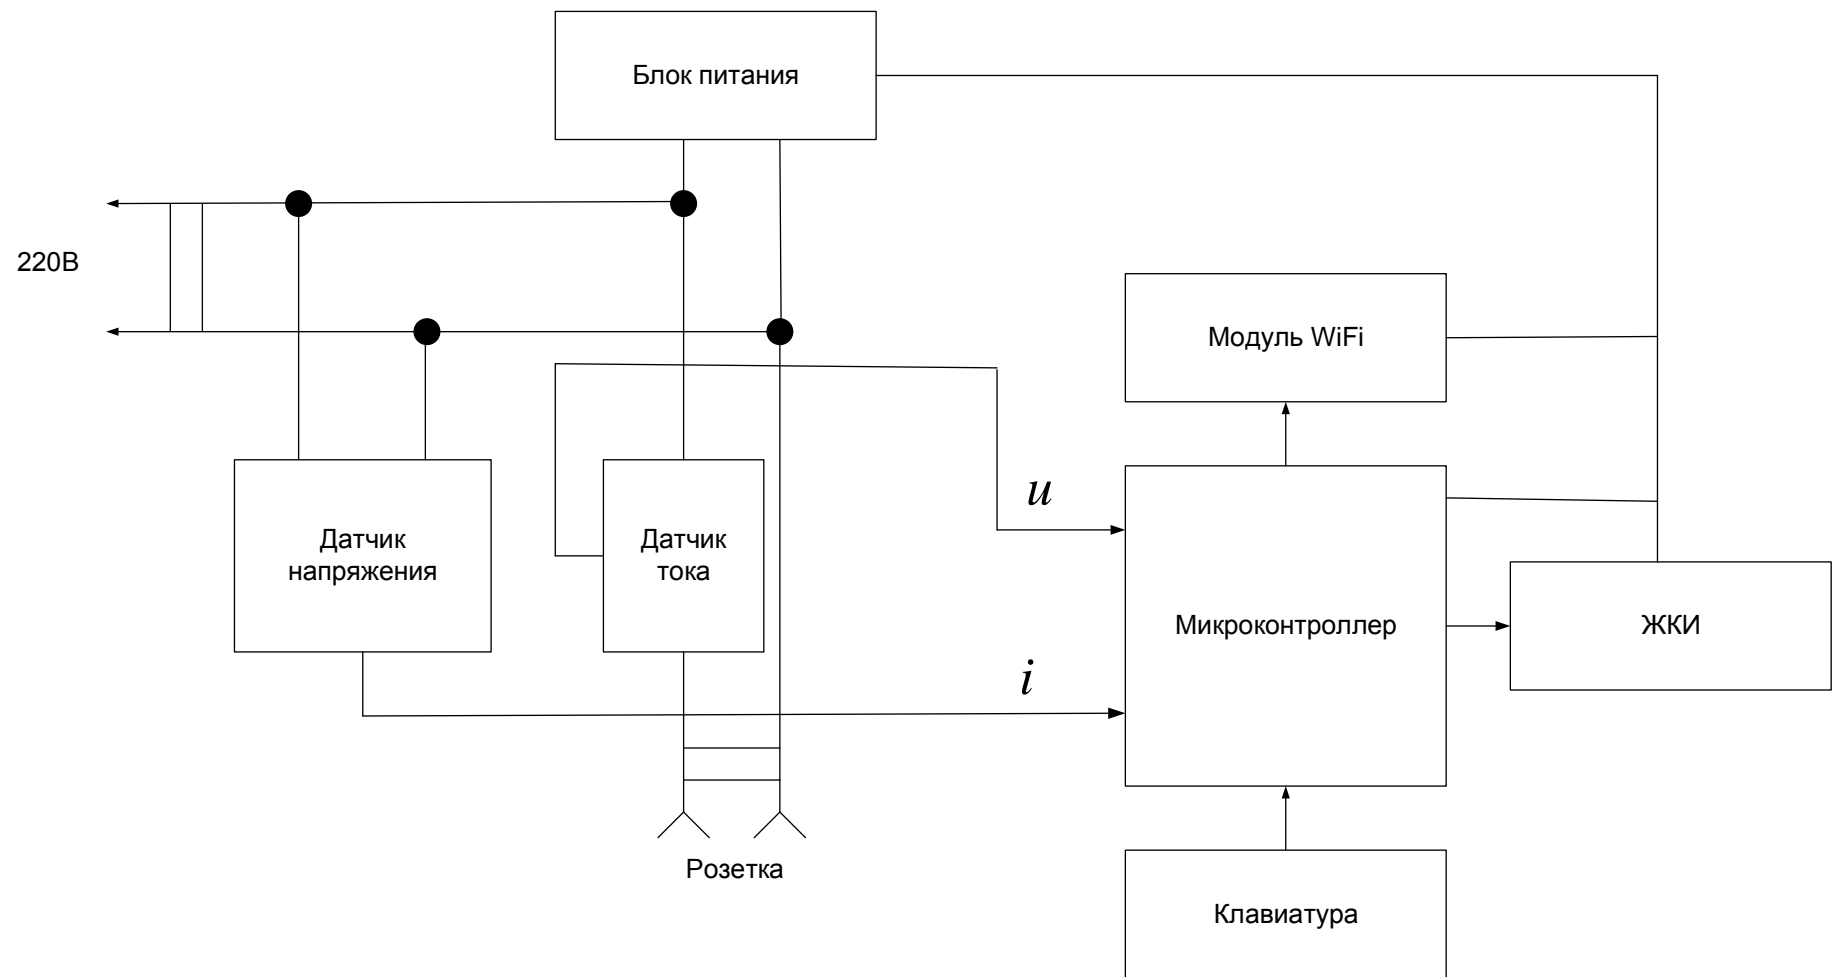 Блок питания
220В
Модуль WiFi
u
Датчик
напряжения
Датчик
тока
Микроконтроллер
ЖКИ
i
Розетка
Клавиатура